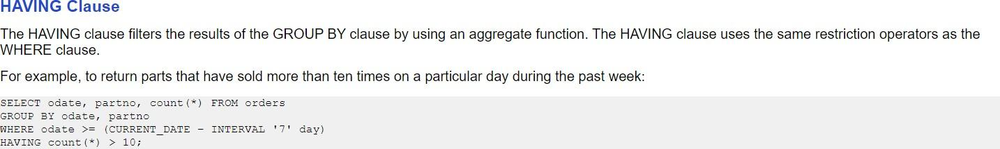 HAVING Clause
The HAVING clause filters the results of the GROUP BY clause by using an aggregate function. The HAVING clause uses the same restriction operators as the
WHERE clause.
For example, to return parts that have sold more than ten times on a particular day during the past week:
SELECT odate, partno, count(*) FROM orders
GROUP BY odate, partno
WHERE odate >= (CURRENT_DATE - INTERVAL '7' day)
HAVING count(*) > 10;